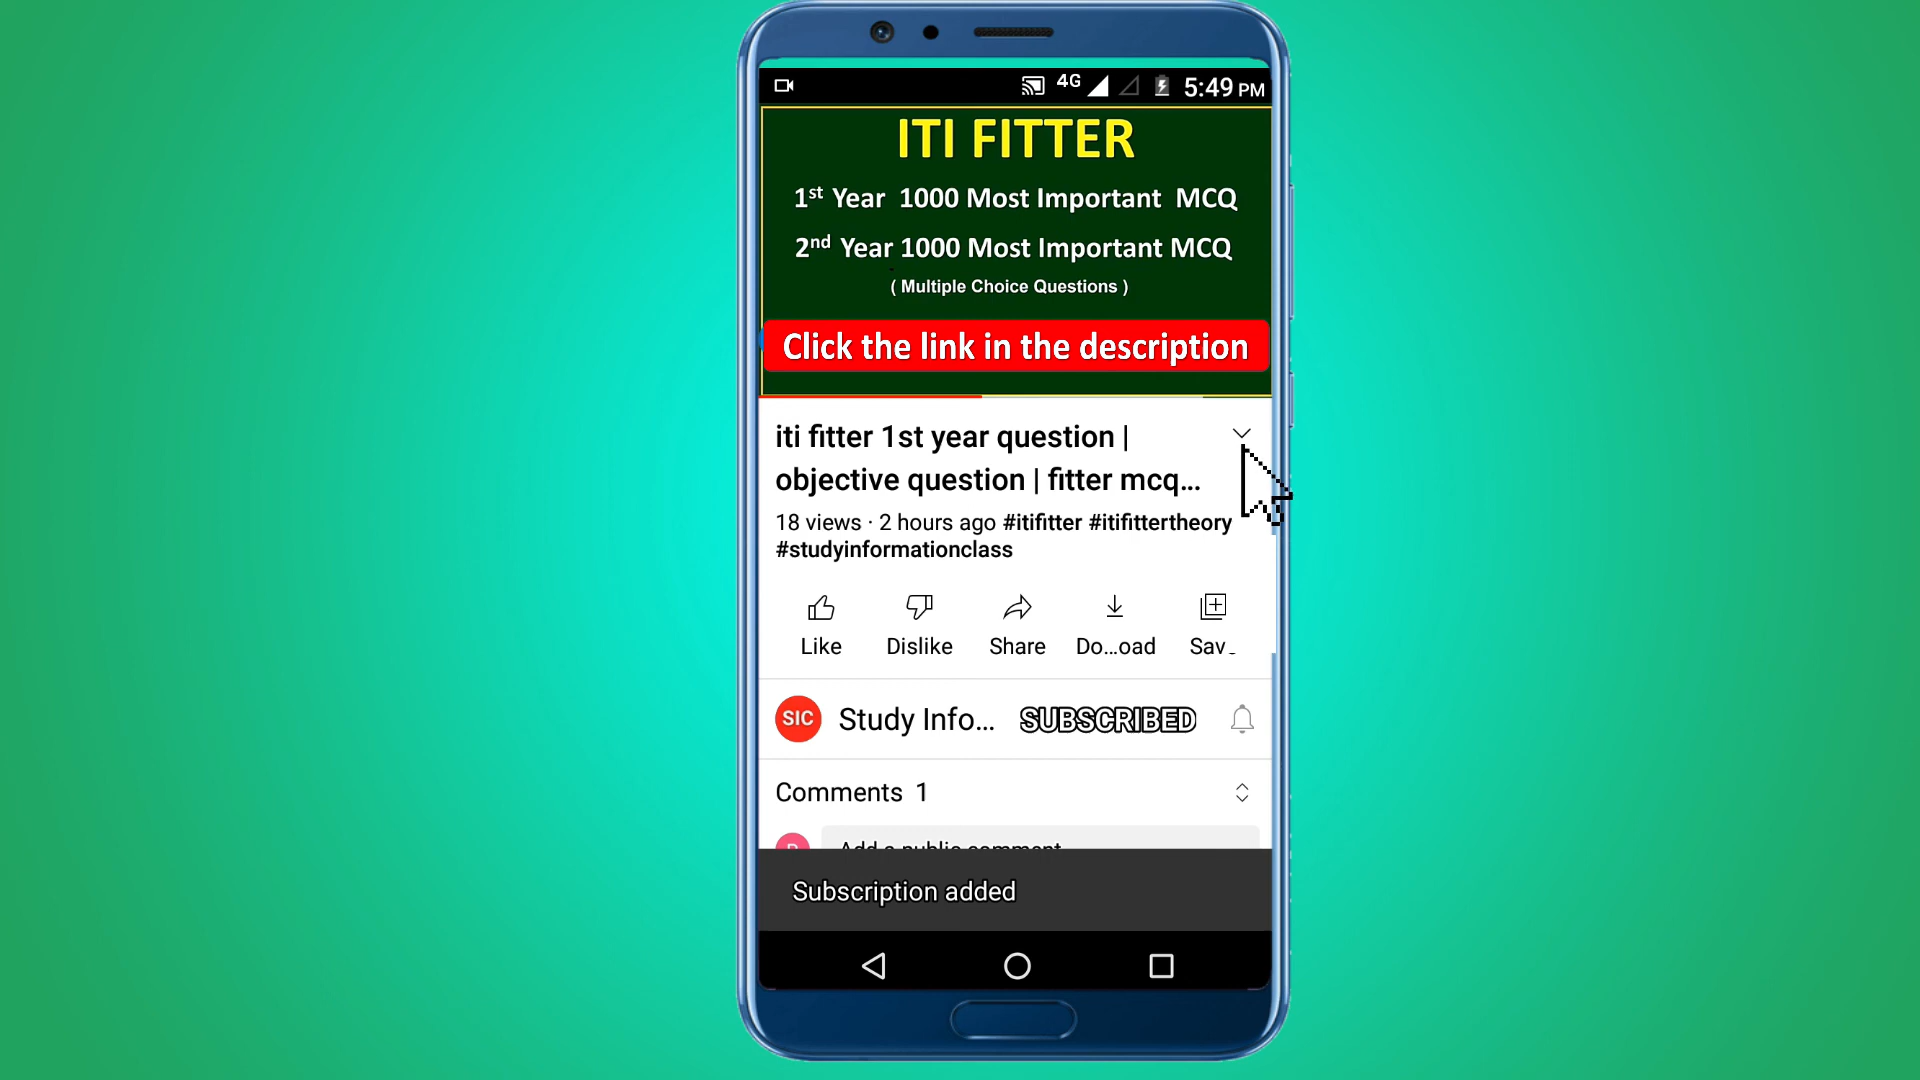 4G 5:49 PM
ITI FITTER
1st Year 1000 Most Important MCQ
2nd Year 1000 Most Important MCQ
( Multiple Choice Questions )
Click the link in the description
iti fitter 1st year question |
objective question | fitter mcq...
18 views · 2 hours ago #itifitter #itifittertheory
#studyinformationclass
Like Dislike Share Do...oad Sav
SIC Study Info... SUBSCRIBED
Comments 1
Add a public comment
Subscription added